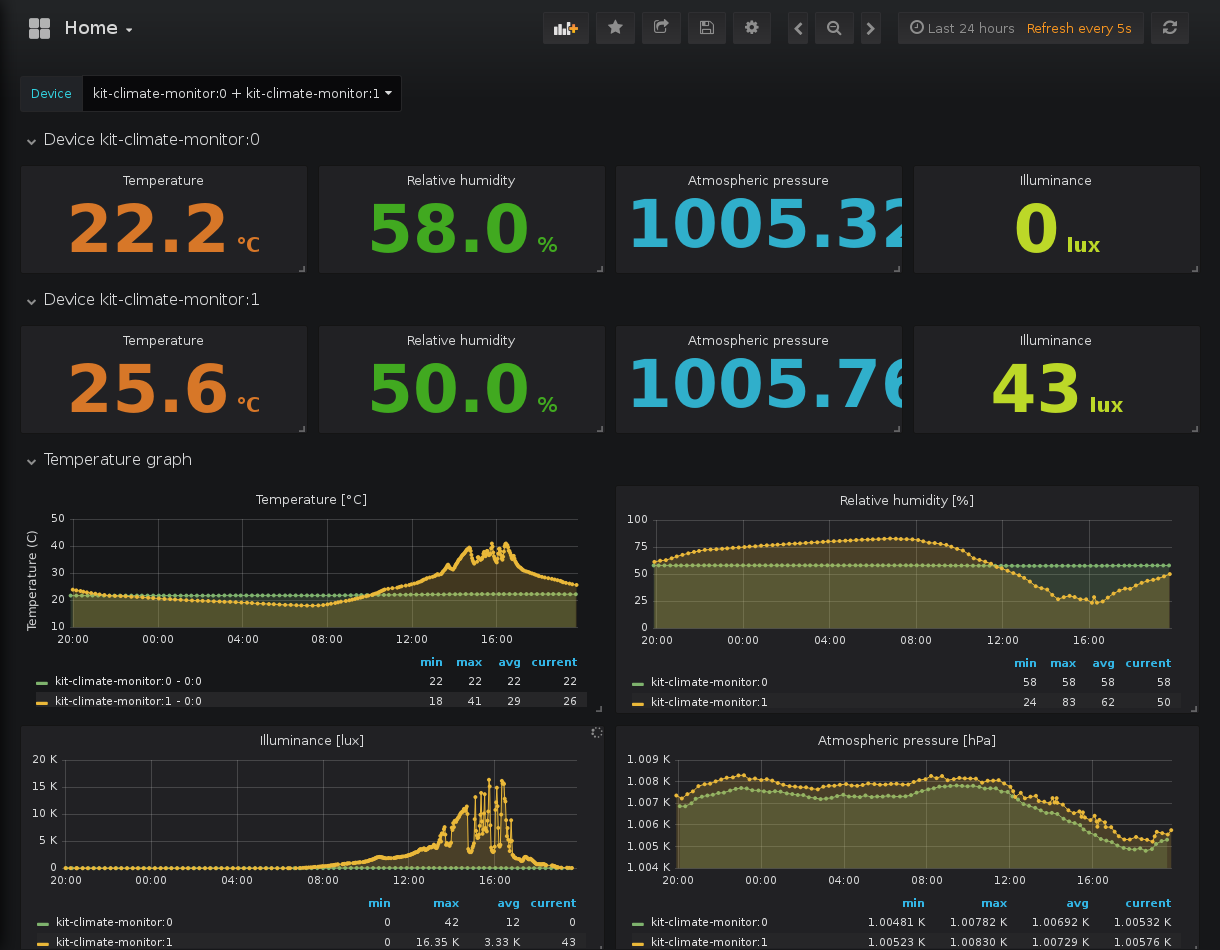 Home
Last 24 hours Refresh every 5s
Device kit-climate-monitor:0 + kit-climate-monitor:1
Device kit-climate-monitor:0
Temperature Relative humidity Atmospheric pressure Illuminance
22.2 °C 58.0 % 1005.32 0 lux
Device kit-climate-monitor:1
Temperature Relative humidity Atmospheric pressure Illuminance
25.6 °C 50.0 % 1005.76 43 lux
Temperature graph
Temperature [°C]
Temperature (C)
50
40
30
20
10
20:00 00:00 04:00 08:00 12:00 16:00
min max avg current
kit-climate-monitor:0 - 0:0 22 22 22 22
kit-climate-monitor:1 - 0:0 18 41 29 26
Relative humidity [%]
100
75
50
25
0
20:00 00:00 04:00 08:00 12:00 16:00
min max avg current
kit-climate-monitor:0 58 58 58 58
kit-climate-monitor:1 24 83 62 50
Illuminance [lux]
20 K
15 K
10 K
5 K
0
20:00 00:00 04:00 08:00 12:00 16:00
min max avg current
kit-climate-monitor:0 0 42 12 0
kit-climate-monitor:1 0 16.35 K 3.33 K 43
Atmospheric pressure [hPa]
1.009 K
1.008 K
1.007 K
1.006 K
1.005 K
1.004 K
20:00 00:00 04:00 08:00 12:00 16:00
min max avg current
kit-climate-monitor:0 1.00481 K 1.00782 K 1.00692 K 1.00532 K
kit-climate-monitor:1 1.00523 K 1.00830 K 1.00729 K 1.00576 K